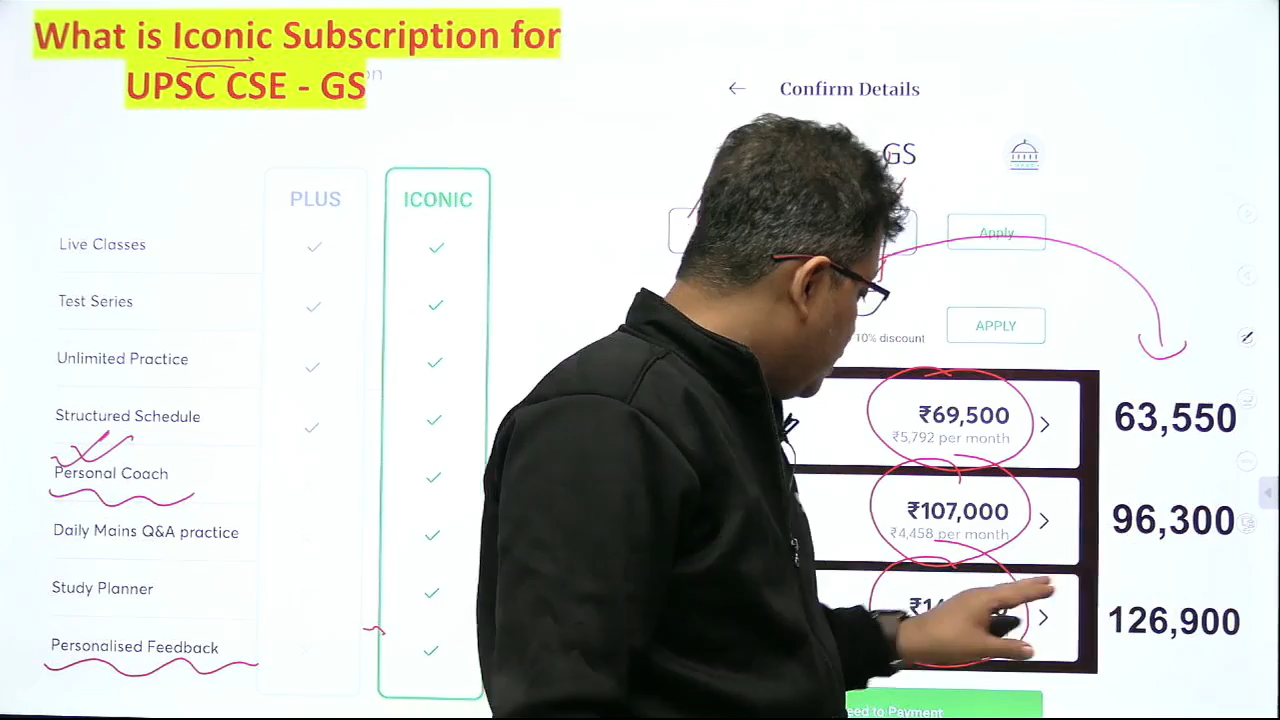 What is Iconic Subscription for
UPSC CSE - GS
Confirm Details
GS
PLUS
ICONIC
Live Classes
Apply
Test Series
APPLY
10% discount
Unlimited Practice
Structured Schedule
₹69,500
₹5,792 per month
63,550
Personal Coach
Daily Mains Q&A practice
₹107,000
₹4,458 per month
96,300
Study Planner
126,900
Personalised Feedback
to Payment